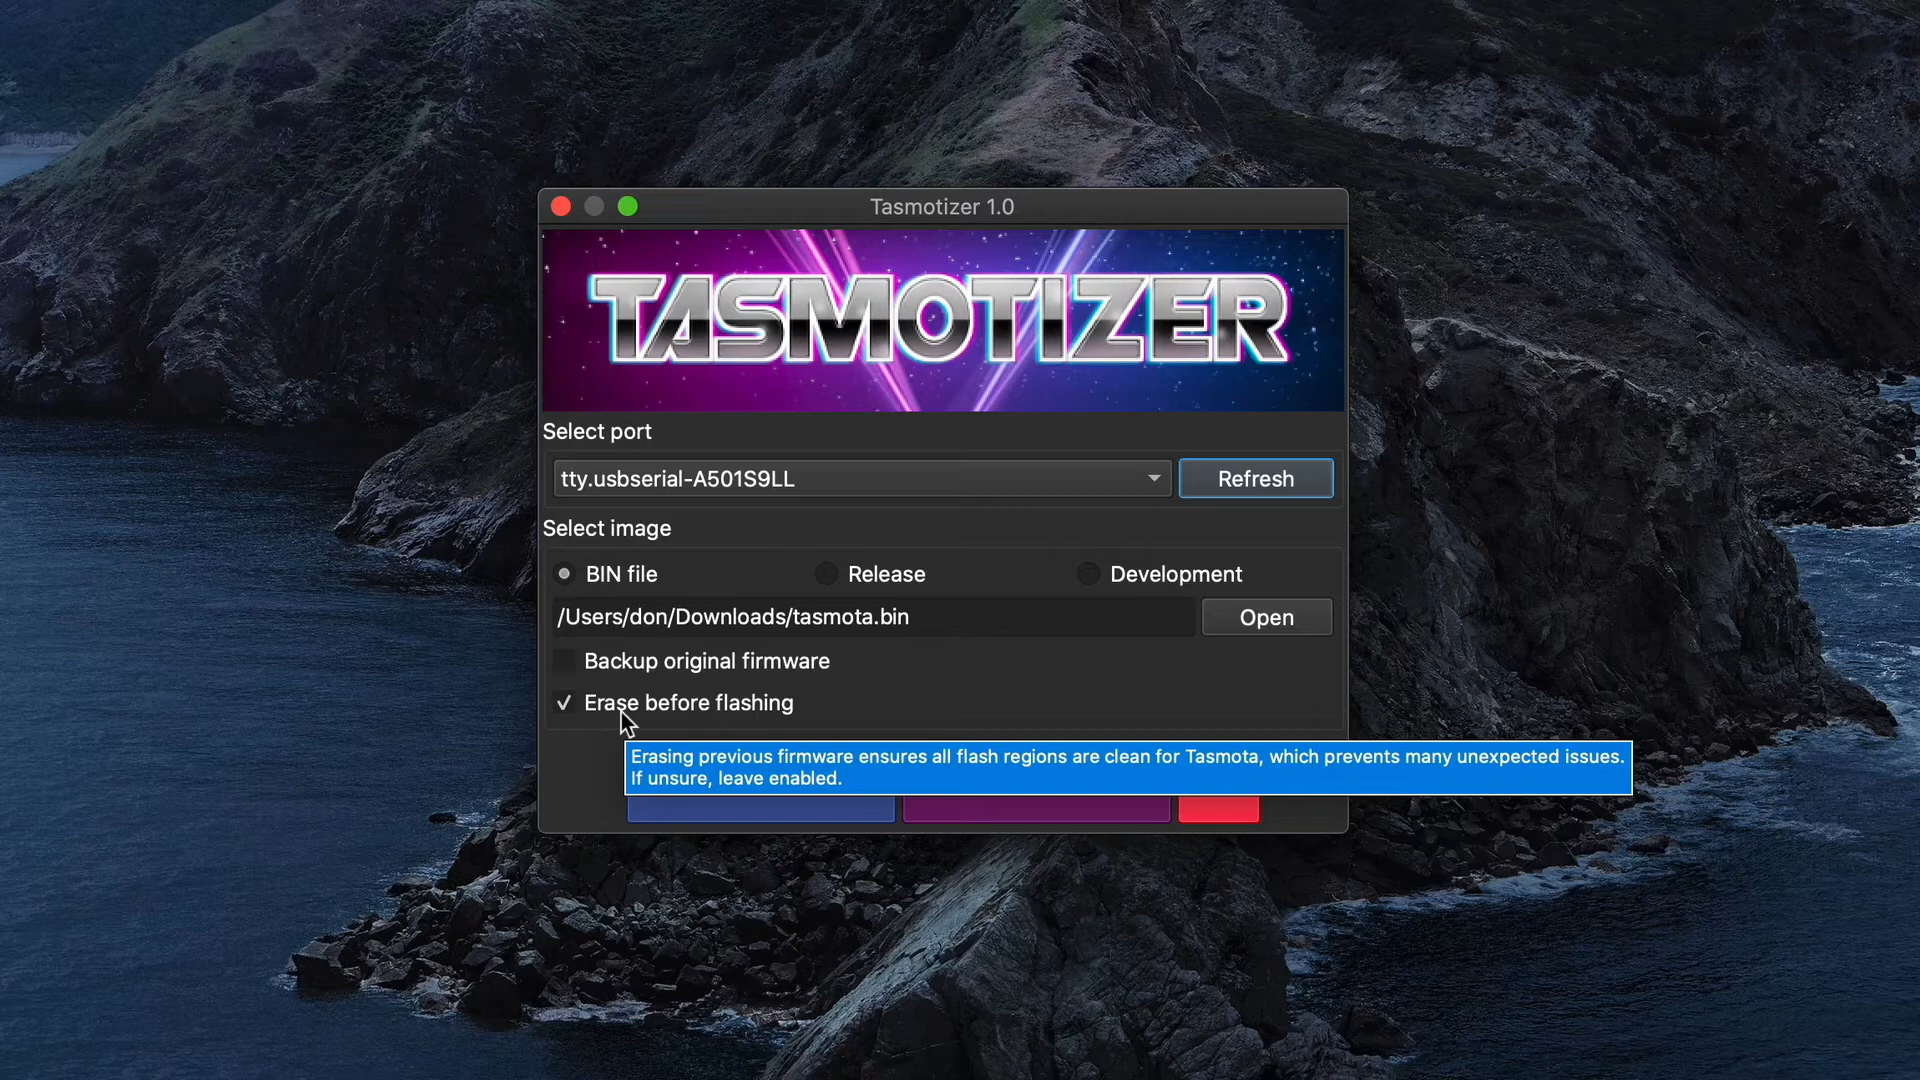 Tasmotizer 1.0
TASMOTIZER
Select port
tty.usbserial-A501S9LL
Refresh
Select image
BIN file
Release
Development
/Users/don/Downloads/tasmota.bin
Open
Backup original firmware
Erase before flashing
Erasing previous firmware ensures all flash regions are clean for Tasmota, which prevents many unexpected issues.
If unsure, leave enabled.